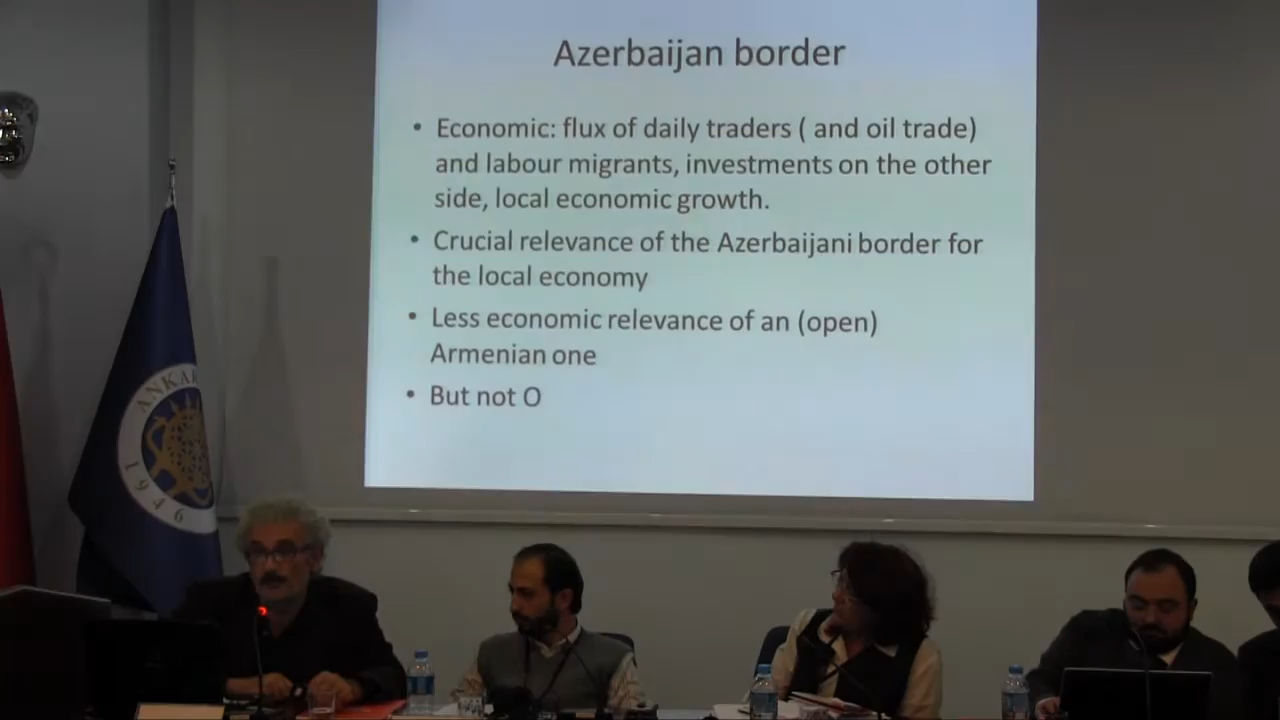 Azerbaijan border
• Economic: flux of daily traders ( and oil trade)
and labour migrants, investments on the other
side, local economic growth.
• Crucial relevance of the Azerbaijani border for
the local economy
• Less economic relevance of an (open)
Armenian one
• But not O
ANKA
1946